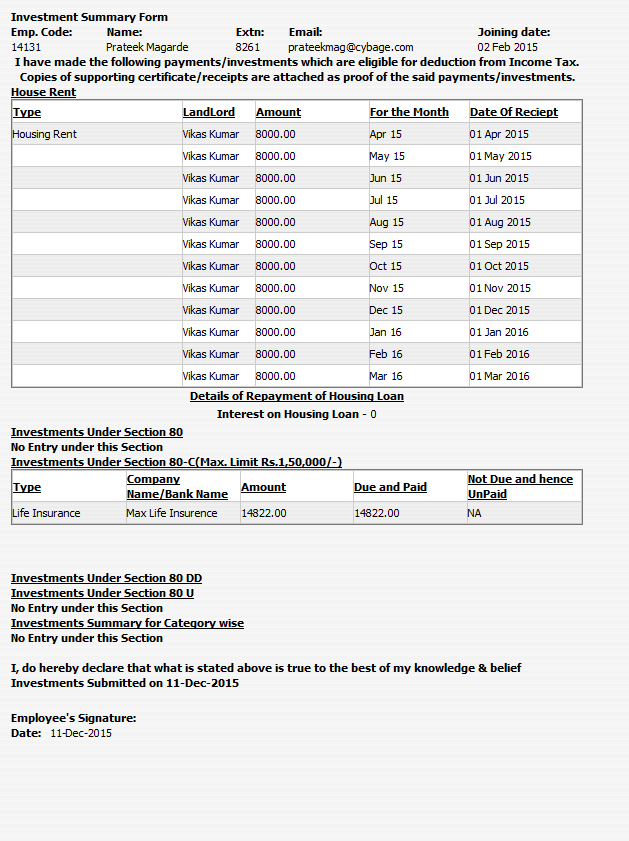 Investment Summary Form
Emp. Code: Name: Extn: Email: Joining date:
14131 Prateek Magarde 8261 prateekmag@cybage.com 02 Feb 2015
I have made the following payments/investments which are eligible for deduction from Income Tax.
Copies of supporting certificate/receipts are attached as proof of the said payments/investments.
House Rent
Type LandLord Amount For the Month Date Of Reciept
Housing Rent Vikas Kumar 8000.00 Apr 15 01 Apr 2015
Vikas Kumar 8000.00 May 15 01 May 2015
Vikas Kumar 8000.00 Jun 15 01 Jun 2015
Vikas Kumar 8000.00 Jul 15 01 Jul 2015
Vikas Kumar 8000.00 Aug 15 01 Aug 2015
Vikas Kumar 8000.00 Sep 15 01 Sep 2015
Vikas Kumar 8000.00 Oct 15 01 Oct 2015
Vikas Kumar 8000.00 Nov 15 01 Nov 2015
Vikas Kumar 8000.00 Dec 15 01 Dec 2015
Vikas Kumar 8000.00 Jan 16 01 Jan 2016
Vikas Kumar 8000.00 Feb 16 01 Feb 2016
Vikas Kumar 8000.00 Mar 16 01 Mar 2016
Details of Repayment of Housing Loan
Interest on Housing Loan - 0
Investments Under Section 80
No Entry under this Section
Investments Under Section 80-C(Max. Limit Rs.1,50,000/-)
Type Company Name/Bank Name Amount Due and Paid Not Due and hence UnPaid
Life Insurance Max Life Insurence 14822.00 14822.00 NA
Investments Under Section 80 DD
Investments Under Section 80 U
No Entry under this Section
Investments Summary for Category wise
No Entry under this Section
I, do hereby declare that what is stated above is true to the best of my knowledge & belief
Investments Submitted on 11-Dec-2015
Employee's Signature:
Date: 11-Dec-2015